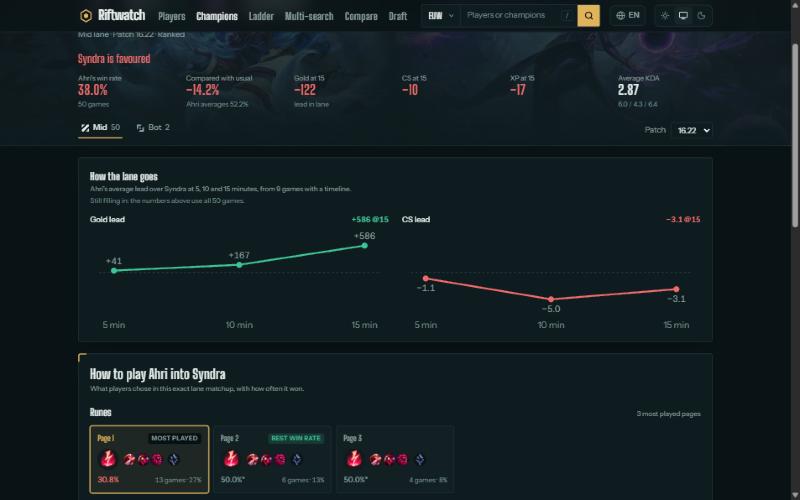 Riftwatch Players Champions Ladder Multi-search Compare Draft EUW Players or champions / EN
Mid lane · Patch 16.22 · Ranked
Syndra is favoured
Ahri's win rate Compared with usual Gold at 15 CS at 15 XP at 15 Average KDA
38.0% −14.2% −122 −10 −17 2.87
50 games Ahri averages 52.2% lead in lane 6.0 / 4.3 / 6.4
Mid 50 Bot 2 Patch 16.22
How the lane goes
Ahri's average lead over Syndra at 5, 10 and 15 minutes, from 9 games with a timeline.
Still filling in: the numbers above use all 50 games.
Gold lead +586 @15 CS lead −3.1 @15
+41 +167 +586 −1.1 −5.0 −3.1
5 min 10 min 15 min 5 min 10 min 15 min
How to play Ahri into Syndra
What players chose in this exact lane matchup, with how often it won.
Runes 3 most played pages
Page 1 MOST PLAYED Page 2 BEST WIN RATE Page 3
30.8% 13 games · 27% 50.0%* 6 games · 13% 50.0%* 4 games · 8%